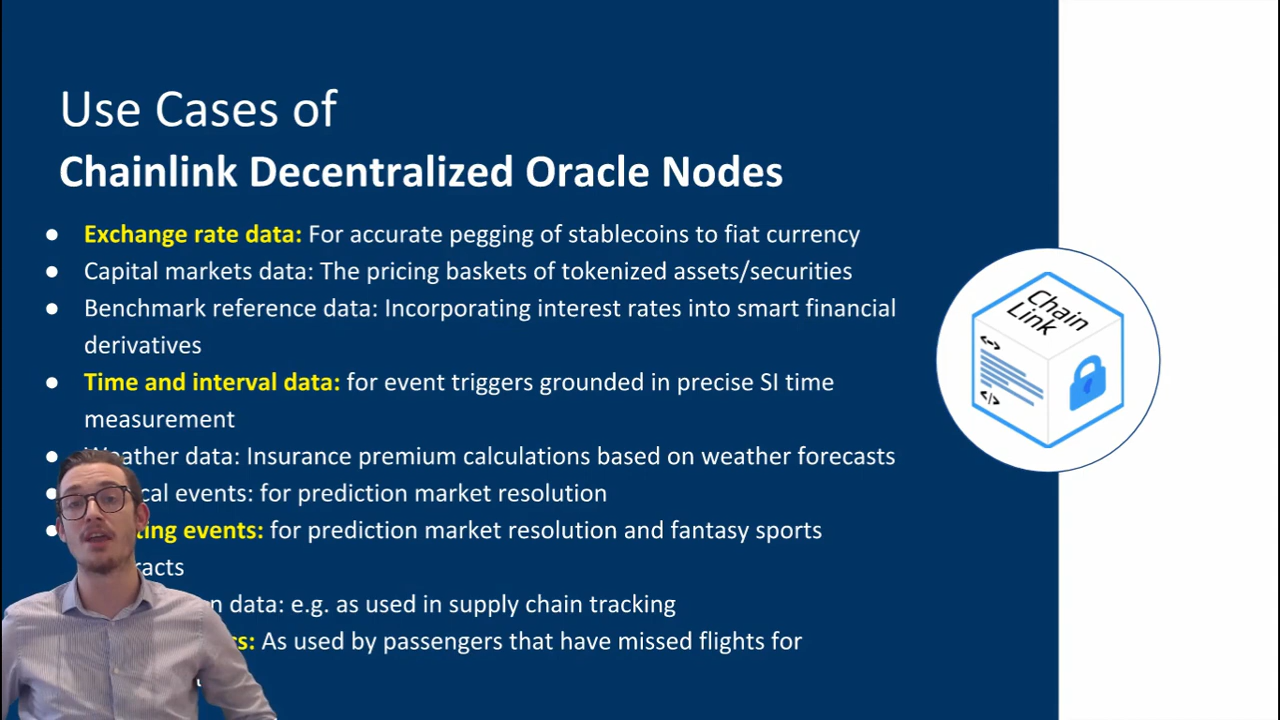 Use Cases of
Chainlink Decentralized Oracle Nodes
● Exchange rate data: For accurate pegging of stablecoins to fiat currency
● Capital markets data: The pricing baskets of tokenized assets/securities
● Benchmark reference data: Incorporating interest rates into smart financial
derivatives
● Time and interval data: for event triggers grounded in precise SI time
measurement
● Weather data: Insurance premium calculations based on weather forecasts
● events: for prediction market resolution
● events: for prediction market resolution and fantasy sports
data: e.g. as used in supply chain tracking
As used by passengers that have missed flights for
Chain
Link